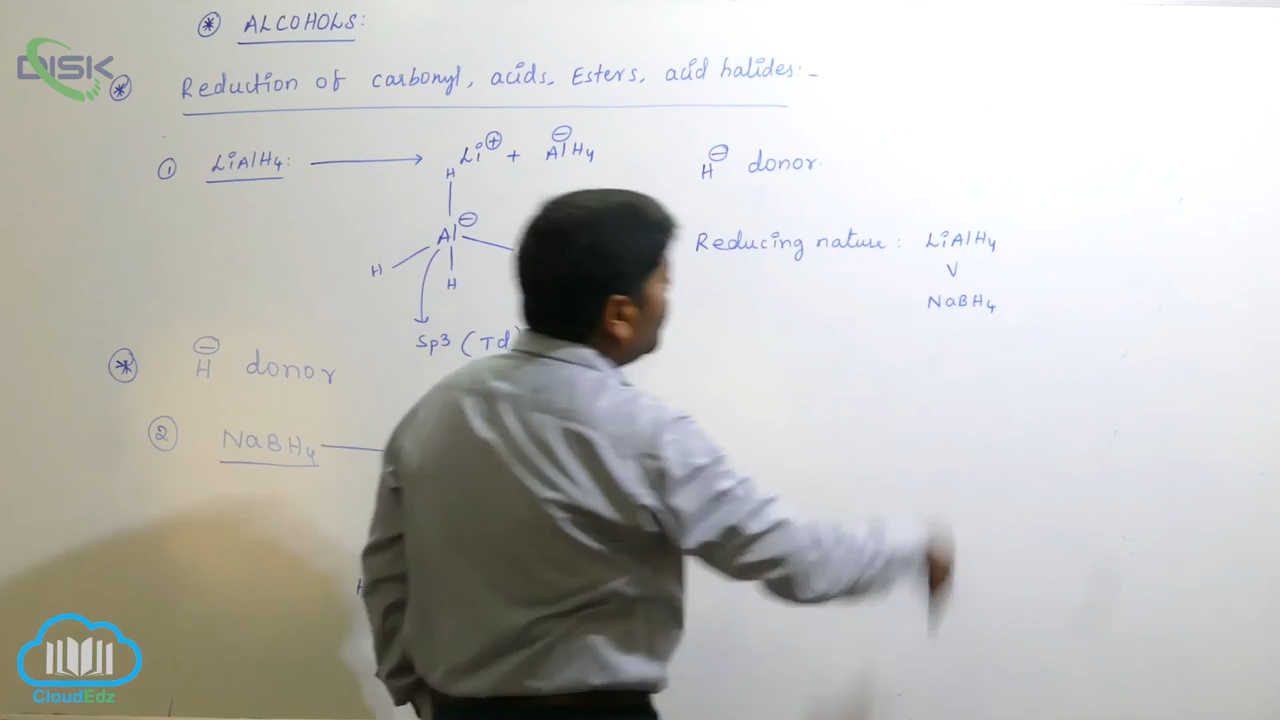 DISK
* ALCOHOLS:
* Reduction of carbonyl, acids, Esters, acid halides:-
① LiAlH4: ⟶ Li⊕ + AlH4⊖
H⊖ donor.
H
Al⊖
H
H
Sp3 (Td)
Reducing nature: LiAlH4
V
NaBH4
* H⊖ donor
② NaBH4
H
CloudEdz